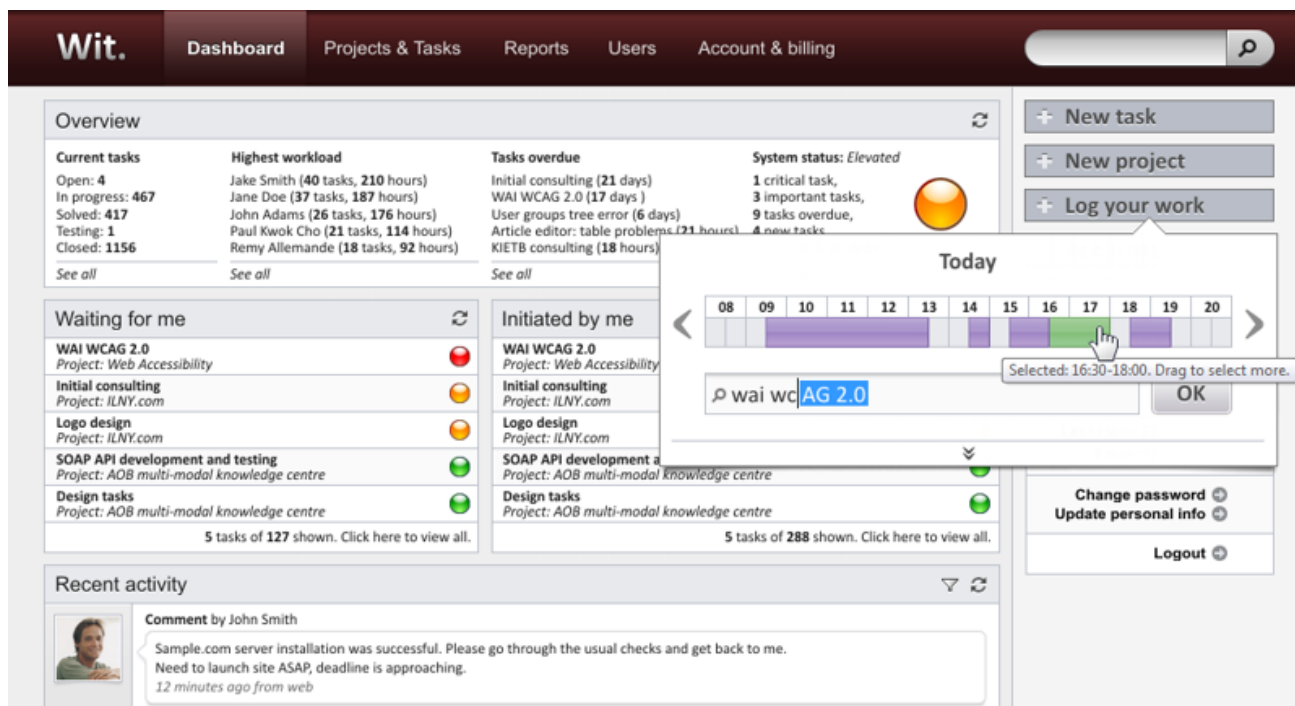 Wit.
Dashboard Projects & Tasks Reports Users Account & billing
Overview
Current tasks
Open: 4
In progress: 467
Solved: 417
Testing: 1
Closed: 1156
See all
Highest workload
Jake Smith (40 tasks, 210 hours)
Jane Doe (37 tasks, 187 hours)
John Adams (26 tasks, 176 hours)
Paul Kwok Cho (21 tasks, 114 hours)
Remy Allemande (18 tasks, 92 hours)
See all
Tasks overdue
Initial consulting (21 days)
WAI WCAG 2.0 (17 days )
User groups tree error (6 days)
Article editor: table problems (21 hours)
KIETB consulting (18 hours)
See all
System status: Elevated
1 critical task,
3 important tasks,
9 tasks overdue,
4 new tasks
New task
New project
Log your work
Today
08 09 10 11 12 13 14 15 16 17 18 19 20
Selected: 16:30-18:00. Drag to select more.
wai wcAG 2.0
OK
Waiting for me
WAI WCAG 2.0
Project: Web Accessibility
Initial consulting
Project: ILNY.com
Logo design
Project: ILNY.com
SOAP API development and testing
Project: AOB multi-modal knowledge centre
Design tasks
Project: AOB multi-modal knowledge centre
5 tasks of 127 shown. Click here to view all.
Initiated by me
WAI WCAG 2.0
Project: Web Accessibility
Initial consulting
Project: ILNY.com
Logo design
Project: ILNY.com
SOAP API development a
Project: AOB multi-modal knowledge centre
Design tasks
Project: AOB multi-modal knowledge centre
5 tasks of 288 shown. Click here to view all.
Change password
Update personal info
Logout
Recent activity
Comment by John Smith
Sample.com server installation was successful. Please go through the usual checks and get back to me.
Need to launch site ASAP, deadline is approaching.
12 minutes ago from web